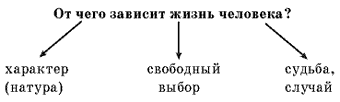 От чего зависит жизнь человека?
характер свободный судьба,
(натура) выбор случай